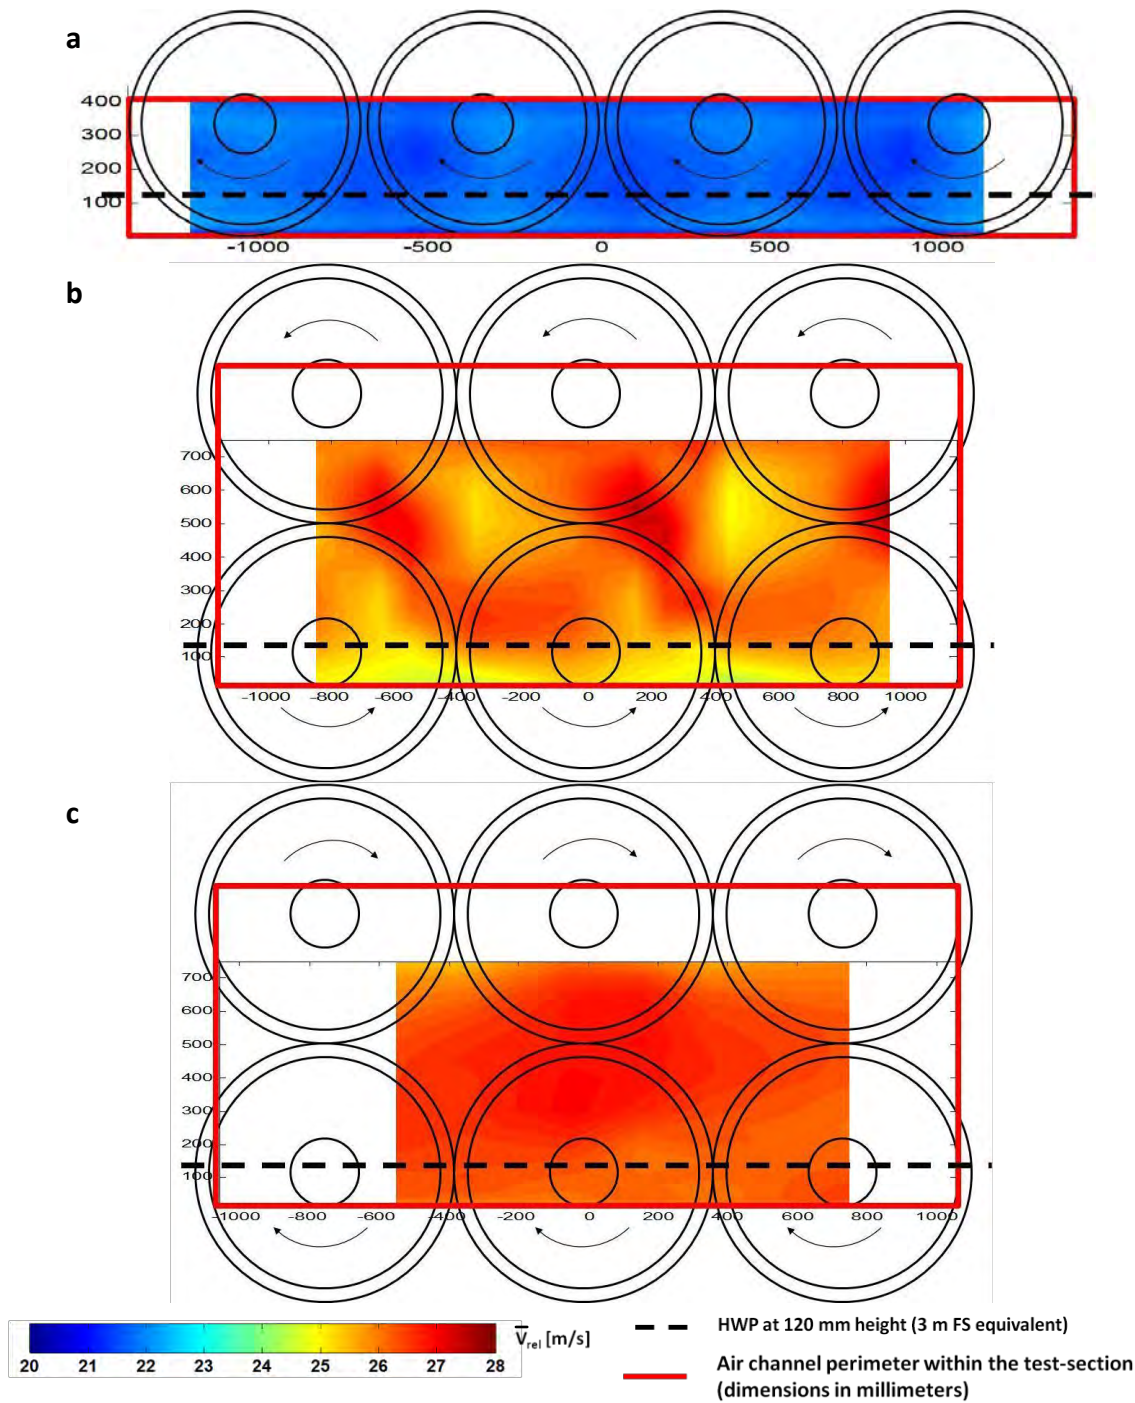 a
400
300
200
100
-1000 -500 0 500 1000
b
700
600
500
400
300
200
100
-1000 -800 -600 -400 -200 0 200 400 600 800 1000
c
700
600
500
400
300
200
100
-1000 -800 -600 -400 -200 0 200 400 600 800 1000
20 21 22 23 24 25 26 27 28
V̅rel [m/s]
HWP at 120 mm height (3 m FS equivalent)
Air channel perimeter within the test-section
(dimensions in millimeters)